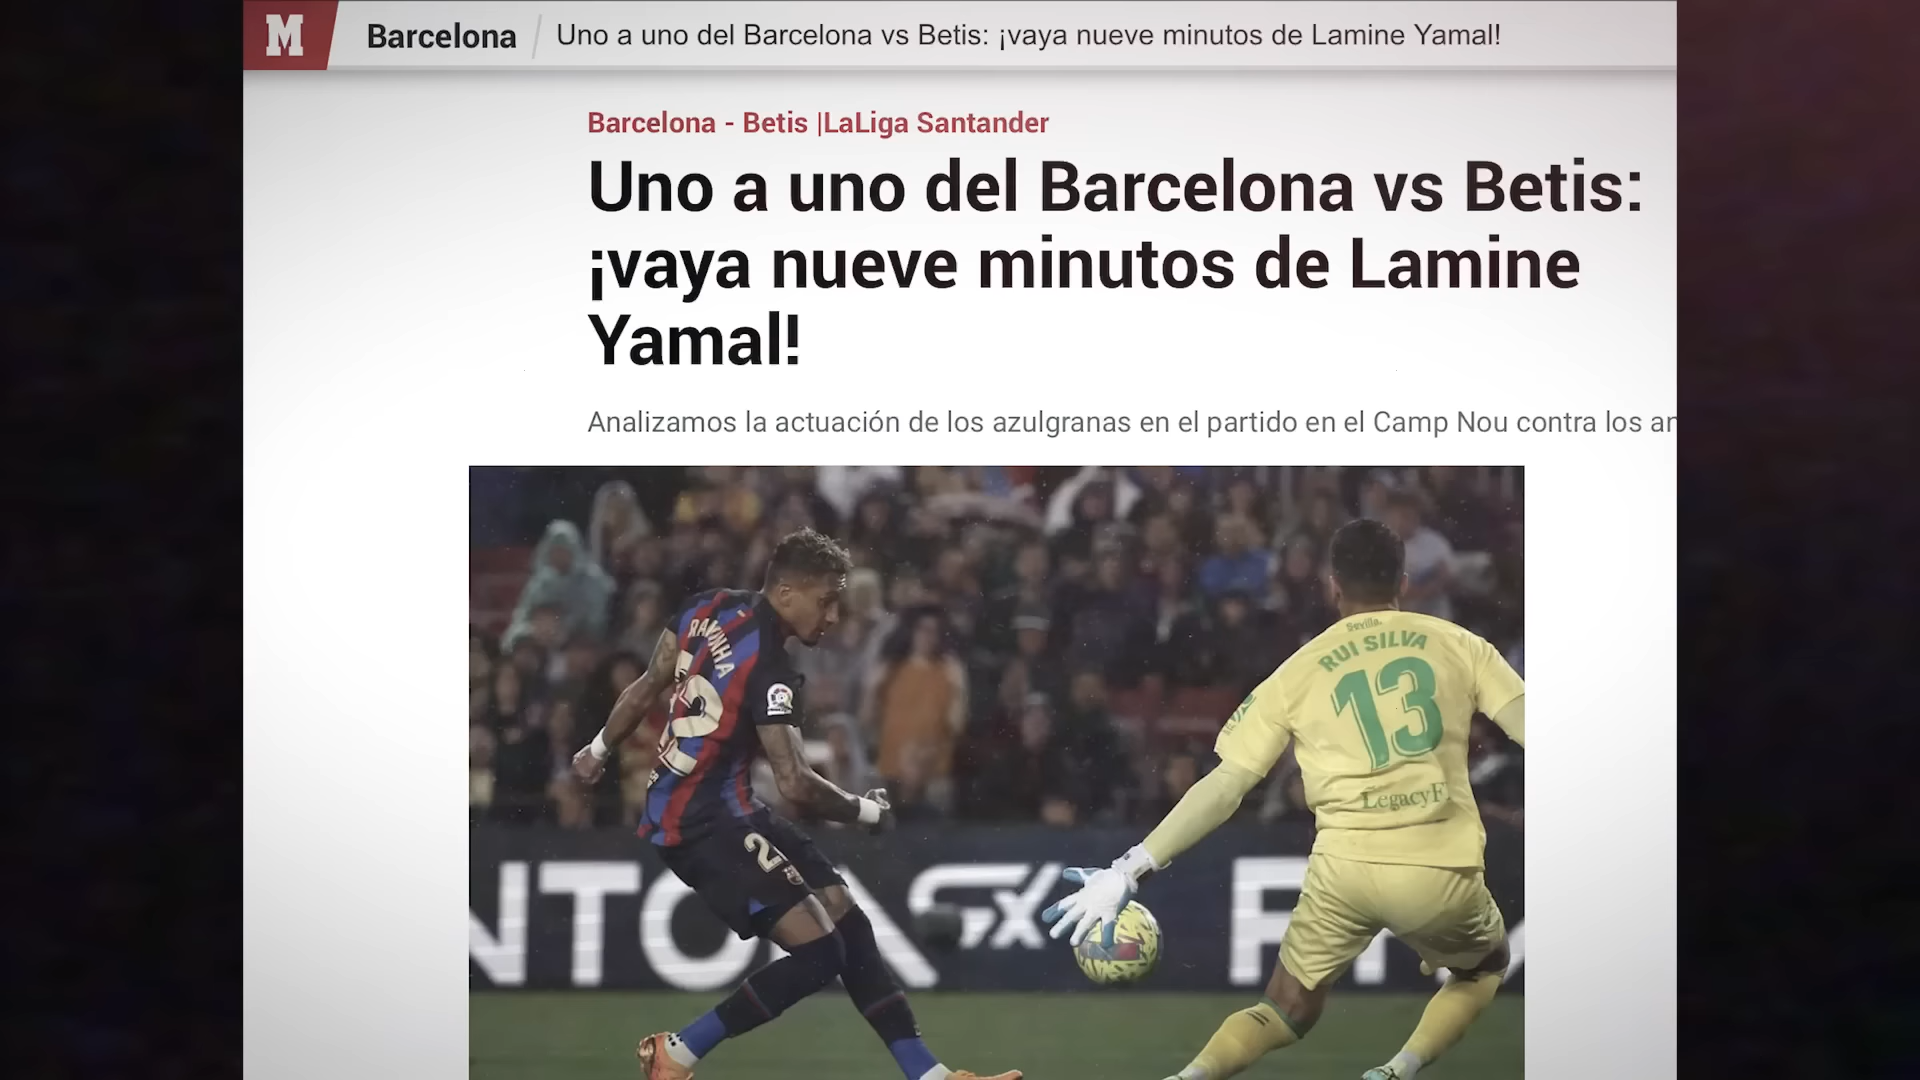 M Barcelona Uno a uno del Barcelona vs Betis: ¡vaya nueve minutos de Lamine Yamal!
Barcelona - Betis |LaLiga Santander
Uno a uno del Barcelona vs Betis:
¡vaya nueve minutos de Lamine
Yamal!
Analizamos la actuación de los azulgranas en el partido en el Camp Nou contra los
RAPHINHA
Sevilla.
RUI SILVA
13
2